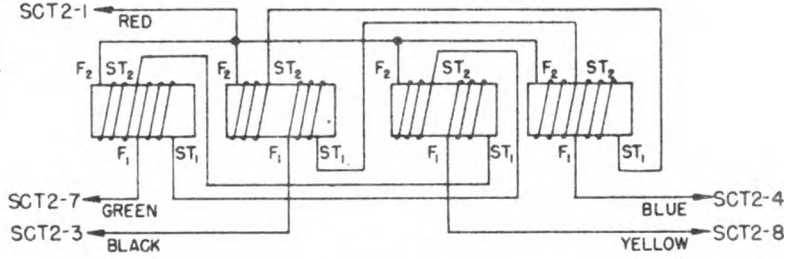 SCT2-1
RED
F2 ST2 F2 ST2 F2 ST2 F2 ST2
F1 ST1 F1 ST1 F1 ST1 F1 ST1
SCT2-7
GREEN
BLUE
SCT2-4
SCT2-3
BLACK
YELLOW
SCT2-8